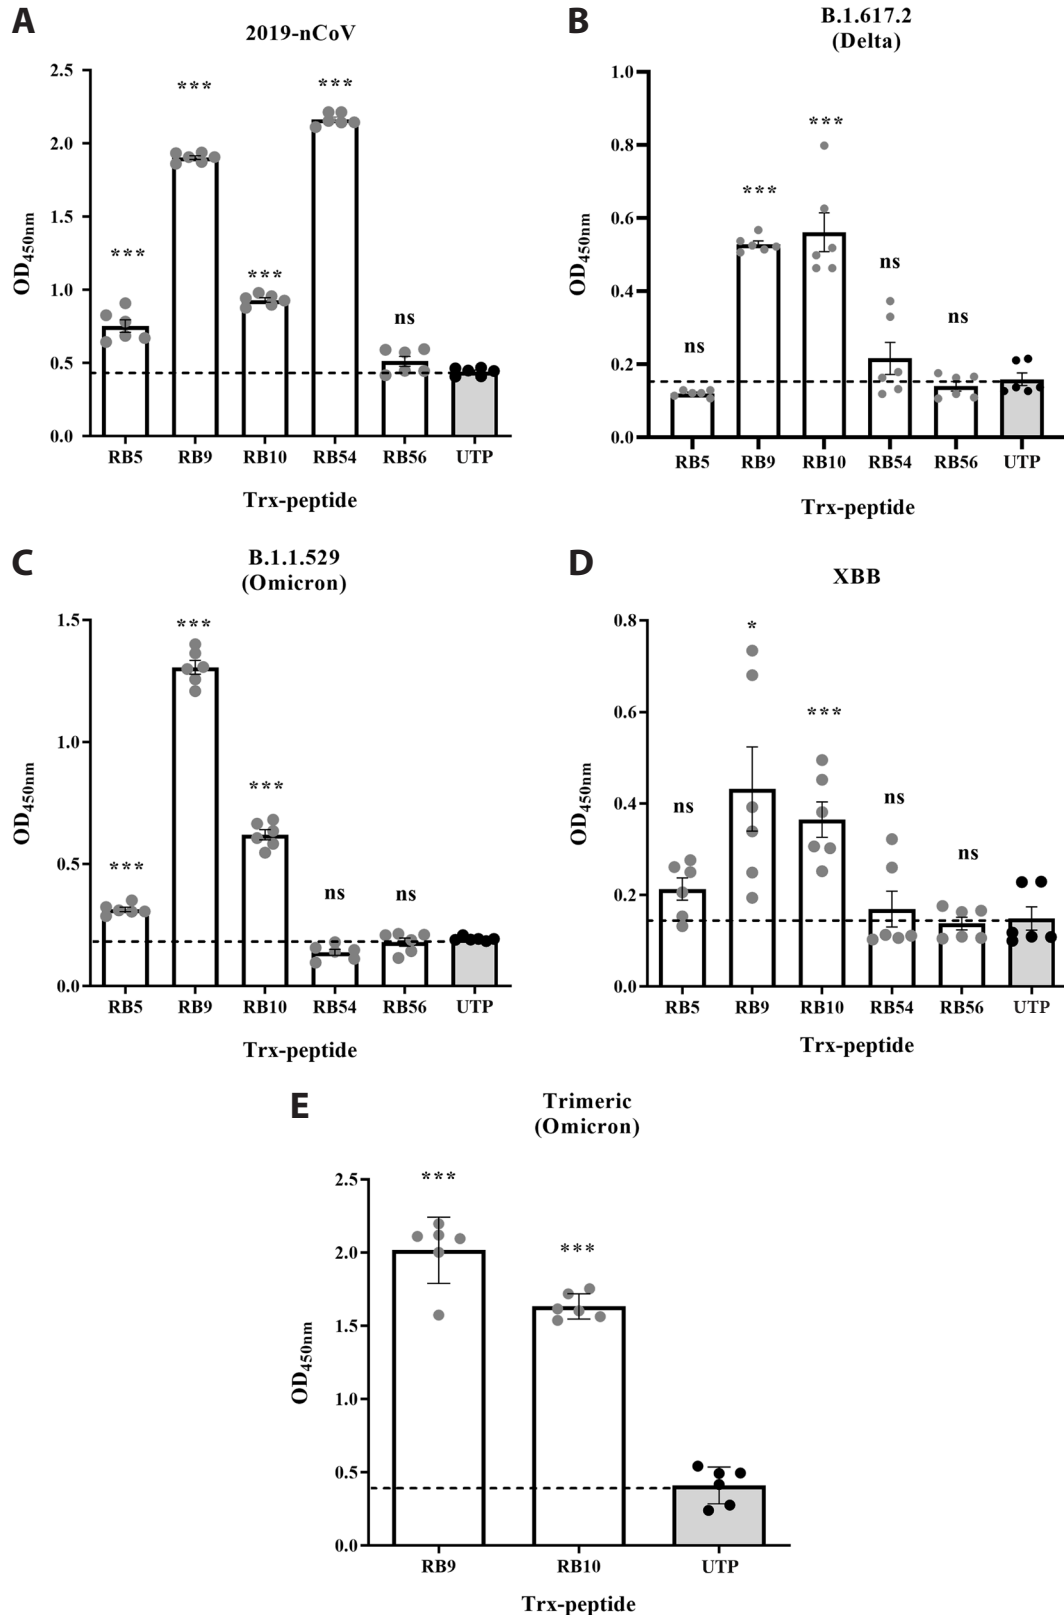 A
2019-nCoV
2.5
2.0
1.5
1.0
0.5
0.0
OD450nm
***
***
***
***
ns
RB5 RB9 RB10 RB54 RB56 UTP
Trx-peptide
B
B.1.617.2
(Delta)
1.0
0.8
0.6
0.4
0.2
0.0
OD450nm
ns
***
***
ns
ns
RB5 RB9 RB10 RB54 RB56 UTP
Trx-peptide
C
B.1.1.529
(Omicron)
1.5
1.0
0.5
0.0
OD450nm
***
***
***
ns
ns
RB5 RB9 RB10 RB54 RB56 UTP
Trx-peptide
D
XBB
0.8
0.6
0.4
0.2
0.0
OD450nm
ns
*
***
ns
ns
RB5 RB9 RB10 RB54 RB56 UTP
Trx-peptide
E
Trimeric
(Omicron)
2.5
2.0
1.5
1.0
0.5
0.0
OD450nm
***
***
RB9 RB10 UTP
Trx-peptide